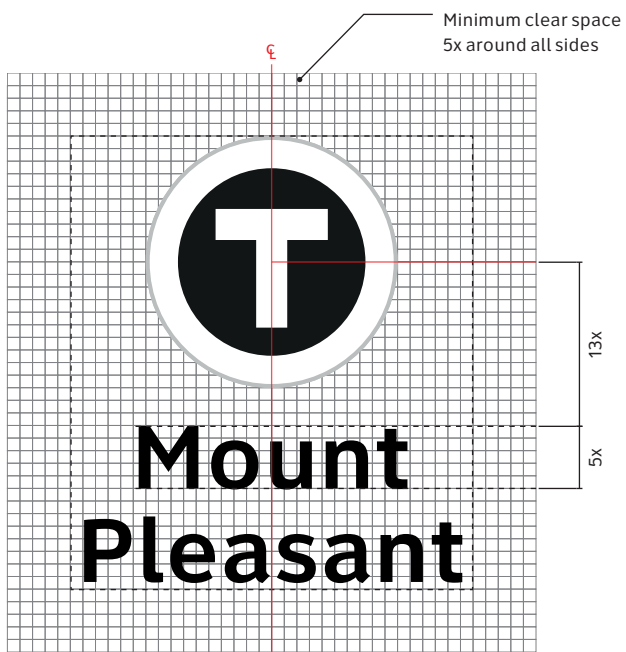 Minimum clear space
5x around all sides
℄
T
13x
Mount
5x
Pleasant